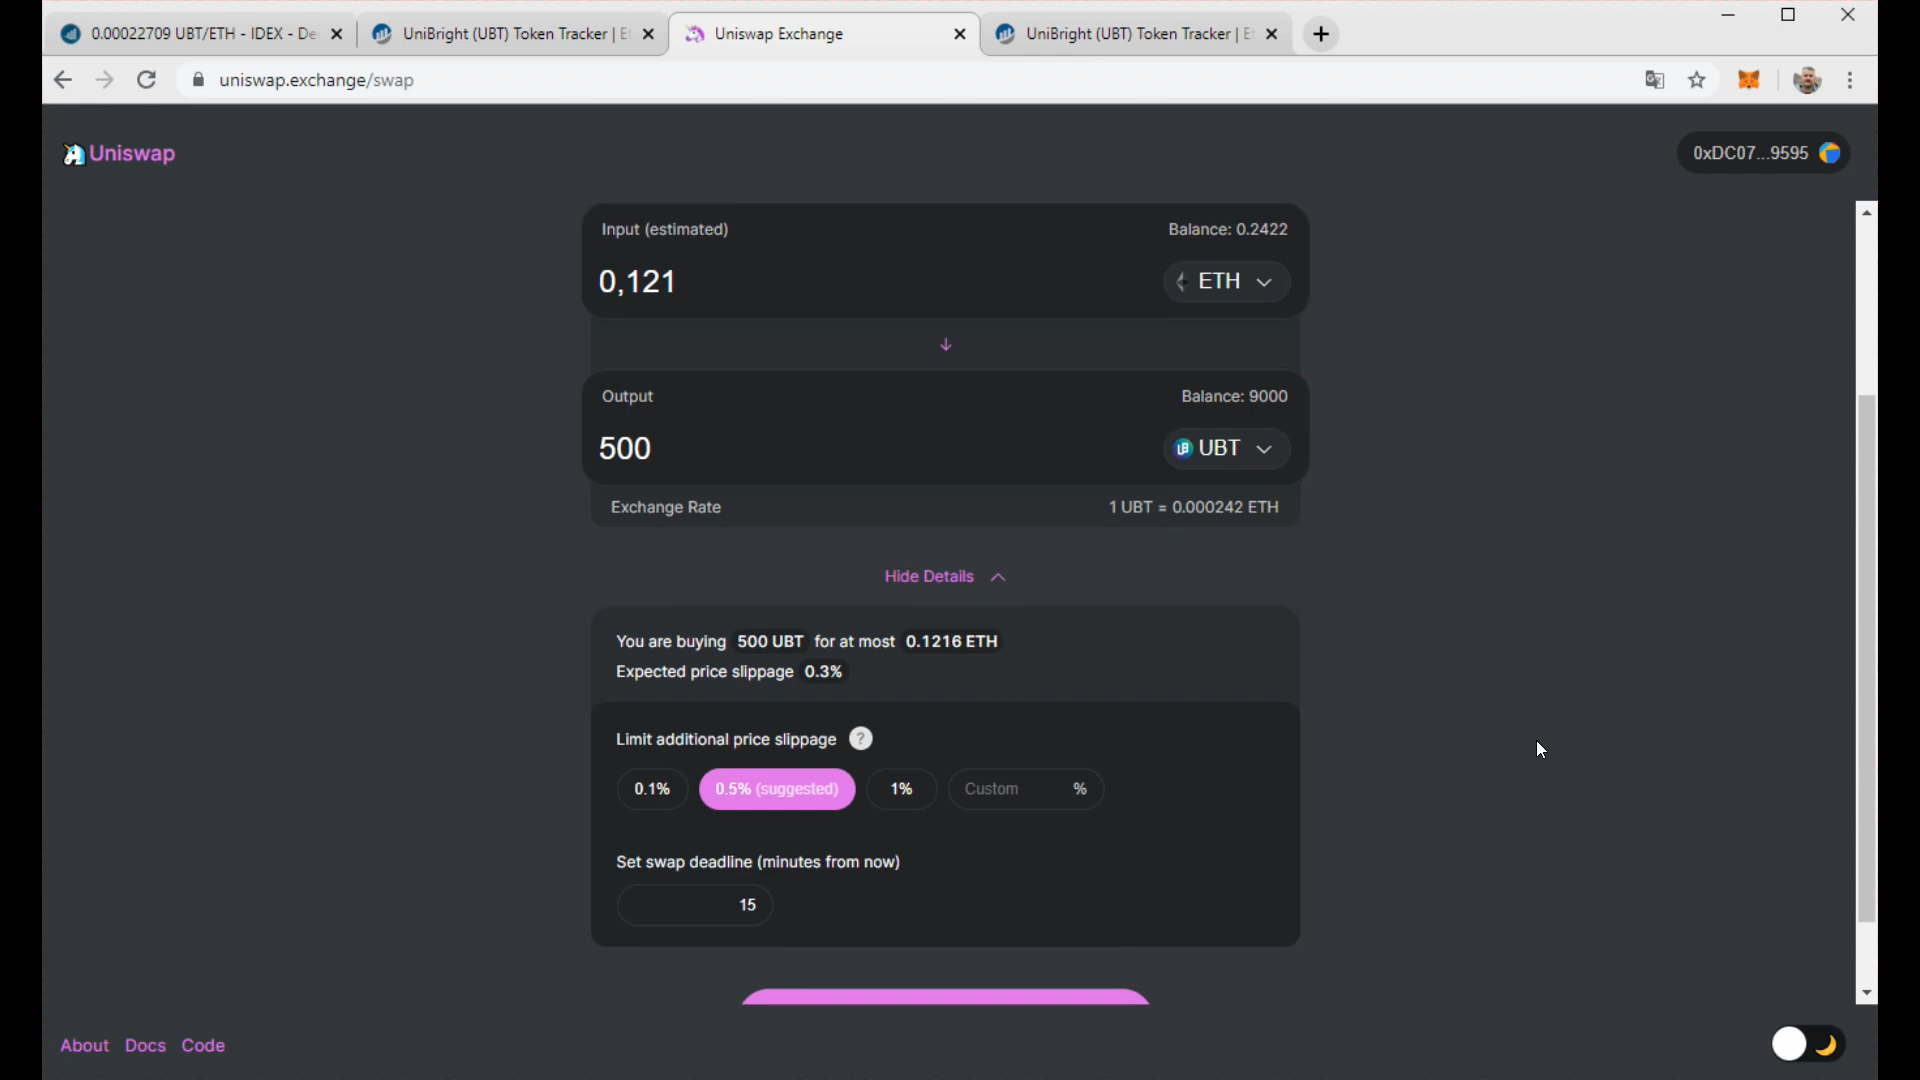 0.00022709 UBT/ETH - IDEX - De
UniBright (UBT) Token Tracker | E
Uniswap Exchange
UniBright (UBT) Token Tracker | E
uniswap.exchange/swap
Uniswap
0xDC07...9595
Input (estimated)
Balance: 0.2422
0,121
ETH
Output
Balance: 9000
500
UBT
Exchange Rate
1 UBT = 0.000242 ETH
Hide Details
You are buying 500 UBT for at most 0.1216 ETH
Expected price slippage 0.3%
Limit additional price slippage ?
0.1%
0.5% (suggested)
1%
Custom %
Set swap deadline (minutes from now)
15
About Docs Code